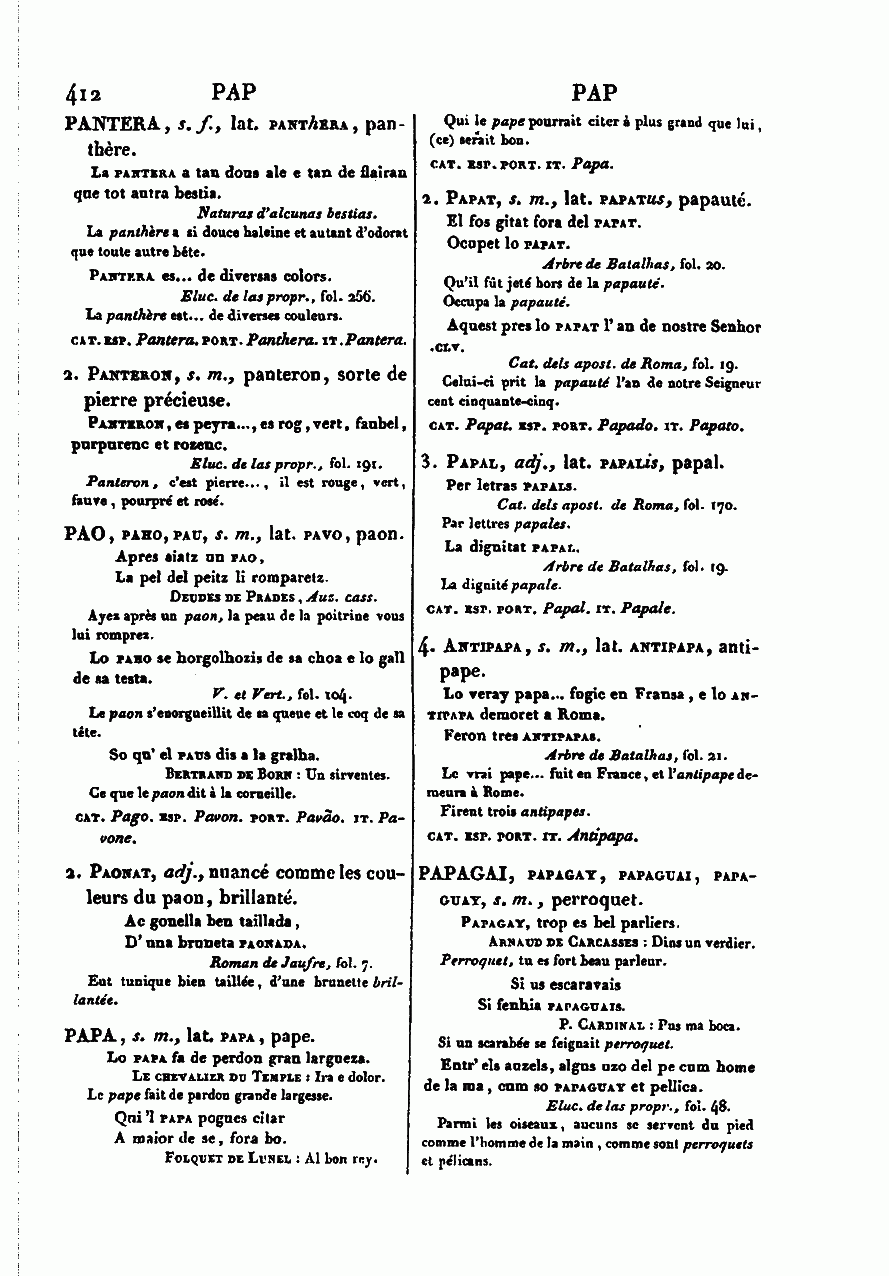 412 PAP PAP
PANTERA, s. f., lat. PANThERA, pan-
thère.
La PANTERA a tan dous ale e tan de flairan
que tot autra bestia.
Naturas d'alcunas bestias.
La panthère a si douce haleine et autant d'odorat
que toute autre bête.
PANTERA es... de diversas colors.
Eluc. de las propr., fol. 256.
La panthère est... de diverses couleurs.
CAT. ESP. Pantera. PORT. Panthera. IT. Pantera.
2. PANTERON, s. m., panteron, sorte de
pierre précieuse.
PANTERON, es peyra..., es rog, vert, faubel,
purpurenc et rozenc.
Eluc. de las propr., fol. 191.
Panteron, c'est pierre..., il est rouge, vert,
fauve, pourpré et rosé.
PAO, PAHO, PAU, s. m., lat. PAVO, paon.
Apres aiatz un PAO,
La pel del peitz li romparetz.
DEUDES DE PRADES, Auz. cass.
Ayez après un paon, la peau de la poitrine vous
lui romprez.
Lo PAHO se horgolhozis de sa choa e lo gall
de sa testa.
V. et Vert., fol. 104.
Le paon s'enorgueillit de sa queue et le coq de sa
tête.
So qu' el PAUS dis a la gralha.
BERTRAND DE BORN : Un sirventes.
Ce que le paon dit à la corneille.
CAT. Pago. ESP. Pavon. PORT. Pavão. IT. Pa-
vone.
2. PAONAT, adj., nuancé comme les cou-
leurs du paon, brillanté.
Ac gonella ben taillada,
D' una bruneta PAONADA.
Roman de Jaufre, fol. 7.
Eut tunique bien taillée, d'une brunette bril-
lantée.
PAPA, s. m., lat. PAPA, pape.
Lo PAPA fa de perdon gran largueza.
LE CHEVALIER DU TEMPLE : Ira e dolor.
Le pape fait de pardon grande largesse.
Qui 'l PAPA pogues citar
A maior de se, fora bo.
FOLQUET DE LUNEL : Al bon rey.
Qui le pape pourrait citer à plus grand que lui,
(ce) serait bon.
CAT. ESP. PORT. IT. Papa.
2. PAPAT, s. m., lat. PAPATus, papauté.
El fos gitat fora del PAPAT.
Ocupet lo PAPAT.
Arbre de Batalhas, fol. 20.
Qu'il fût jeté hors de la papauté.
Occupa la papauté.
Aquest pres lo PAPAT l' an de nostre Senhor
.CLV.
Cat. dels apost. de Roma, fol. 19.
Celui-ci prit la papauté l'an de notre Seigneur
cent cinquante-cinq.
CAT. Papat. ESP. PORT. Papado. IT. Papato.
3. PAPAL, adj., lat. PAPALis, papal.
Per letras PAPALS.
Cat. dels apost. de Roma, fol. 170.
Par lettres papales.
La dignitat PAPAL.
Arbre de Batalhas, fol. 19.
La dignité papale.
CAT. ESP. PORT. Papal. IT. Papale.
4. ANTIPAPA, s. m., lat. ANTIPAPA, anti-
pape.
Lo veray papa... fugic en Fransa, e lo AN-
TIPAPA demoret a Roma.
Feron tres ANTIPAPAS.
Arbre de Batalhas, fol. 21.
Le vrai pape... fuit en France, et l'antipape de-
meura à Rome.
Firent trois antipapes.
CAT. ESP. PORT. IT. Antipapa.
PAPAGAI, PAPAGAY, PAPAGUAI, PAPA-
GUAY, s. m., perroquet.
PAPAGAY, trop es bel parliers.
ARNAUD DE CARCASSES : Dins un verdier.
Perroquet, tu es fort beau parleur.
Si us escaravais
Si fenhia PAPAGUAIS.
P. CARDINAL : Pus ma boca.
Si un scarabée se feignait perroquet.
Entr' els auzels, algus uzo del pe cum home
de la ma, cum so PAPAGUAY et pellica.
Eluc. de las propr., fol. 48.
Parmi les oiseaux, aucuns se servent du pied
comme l'homme de la main, comme sont perroquets
et pélicans.